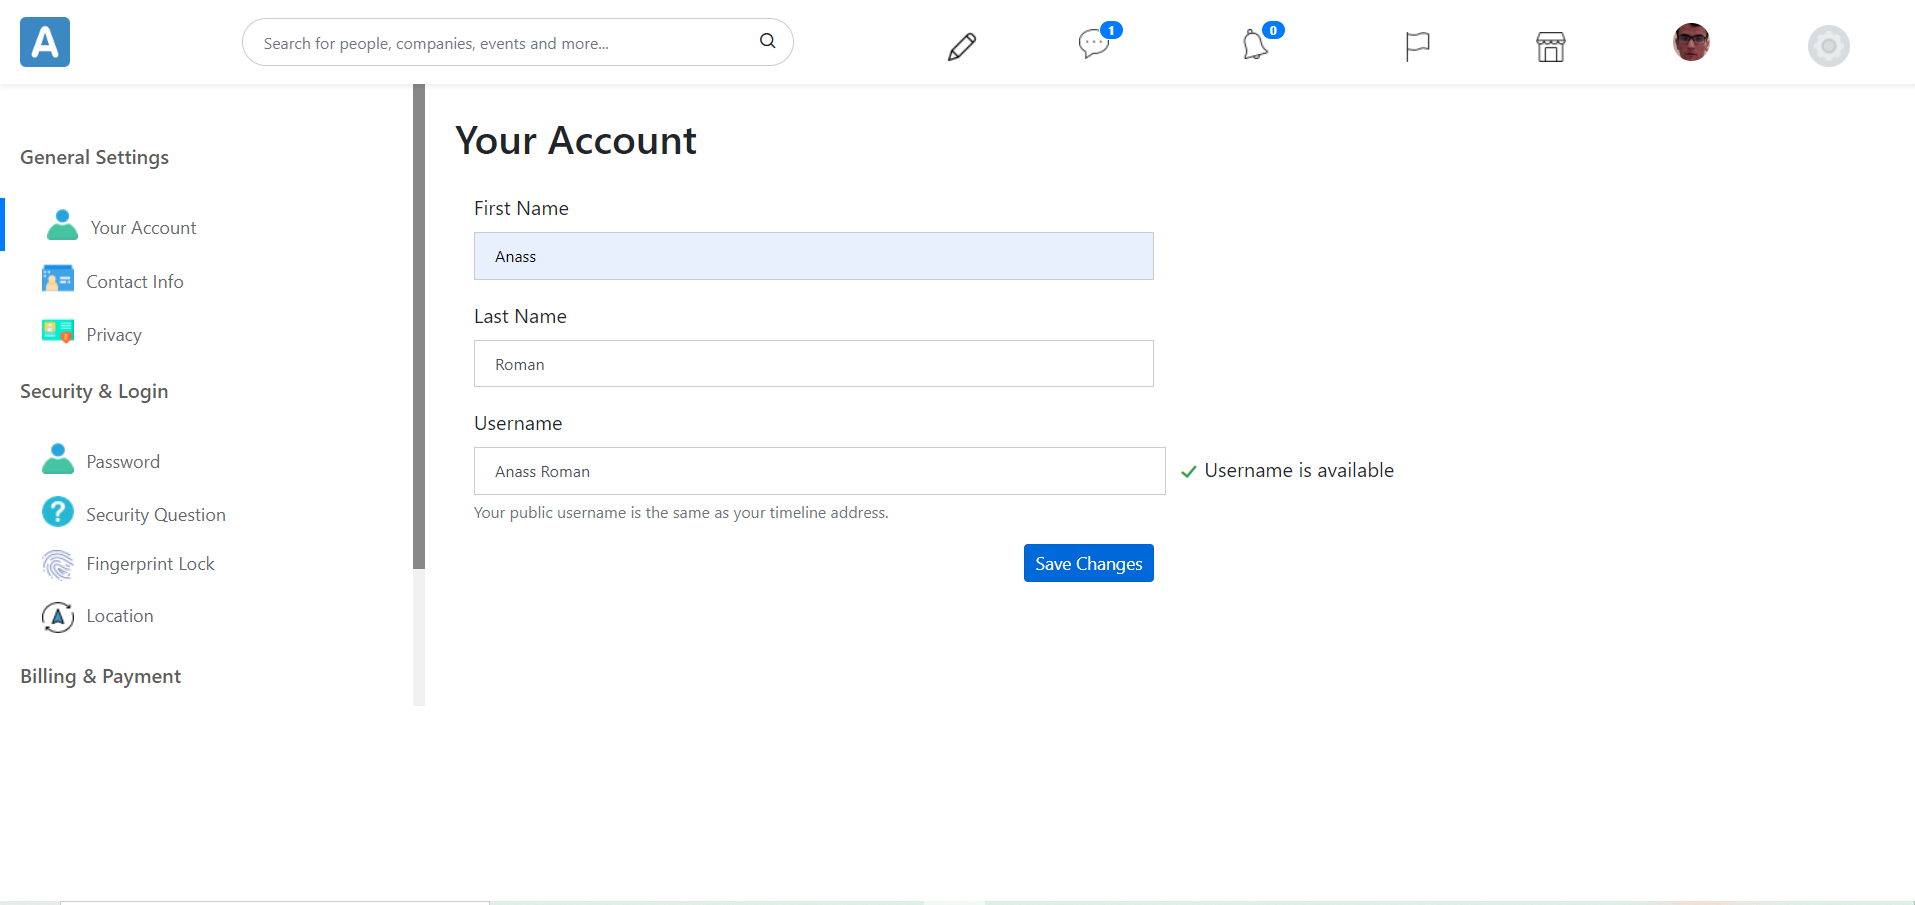 A
Search for people, companies, events and more...
1
0
General Settings
Your Account
Contact Info
Privacy
Security & Login
Password
?
Security Question
Fingerprint Lock
A
Location
Billing & Payment
Your Account
First Name
Anass
Last Name
Roman
Username
Anass Roman
Username is available
Your public username is the same as your timeline address.
Save Changes